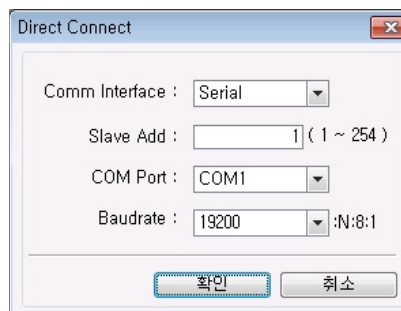 Direct Connect
Comm Interface : Serial
Slave Add : 1 ( 1 ~ 254 )
COM Port : COM1
Baudrate : 19200 :N:8:1
확인 취소